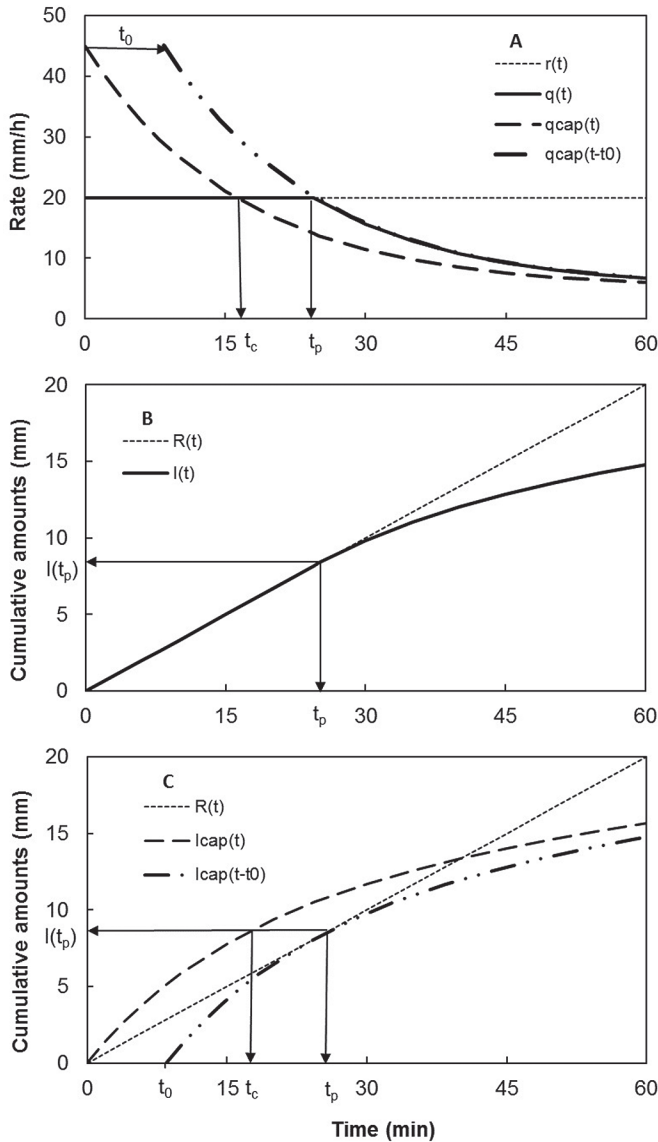 50
40
30
20
10
0
Rate (mm/h)
t0
A
r(t)
q(t)
qcap(t)
qcap(t-t0)
0 15 tc tp 30 45 60
20
15
10
I(tp)
5
0
Cumulative amounts (mm)
B
R(t)
I(t)
0 15 tp 30 45 60
20
15
10
I(tp)
5
0
Cumulative amounts (mm)
C
R(t)
Icap(t)
Icap(t-t0)
0 t0 15 tc tp 30 45 60
Time (min)